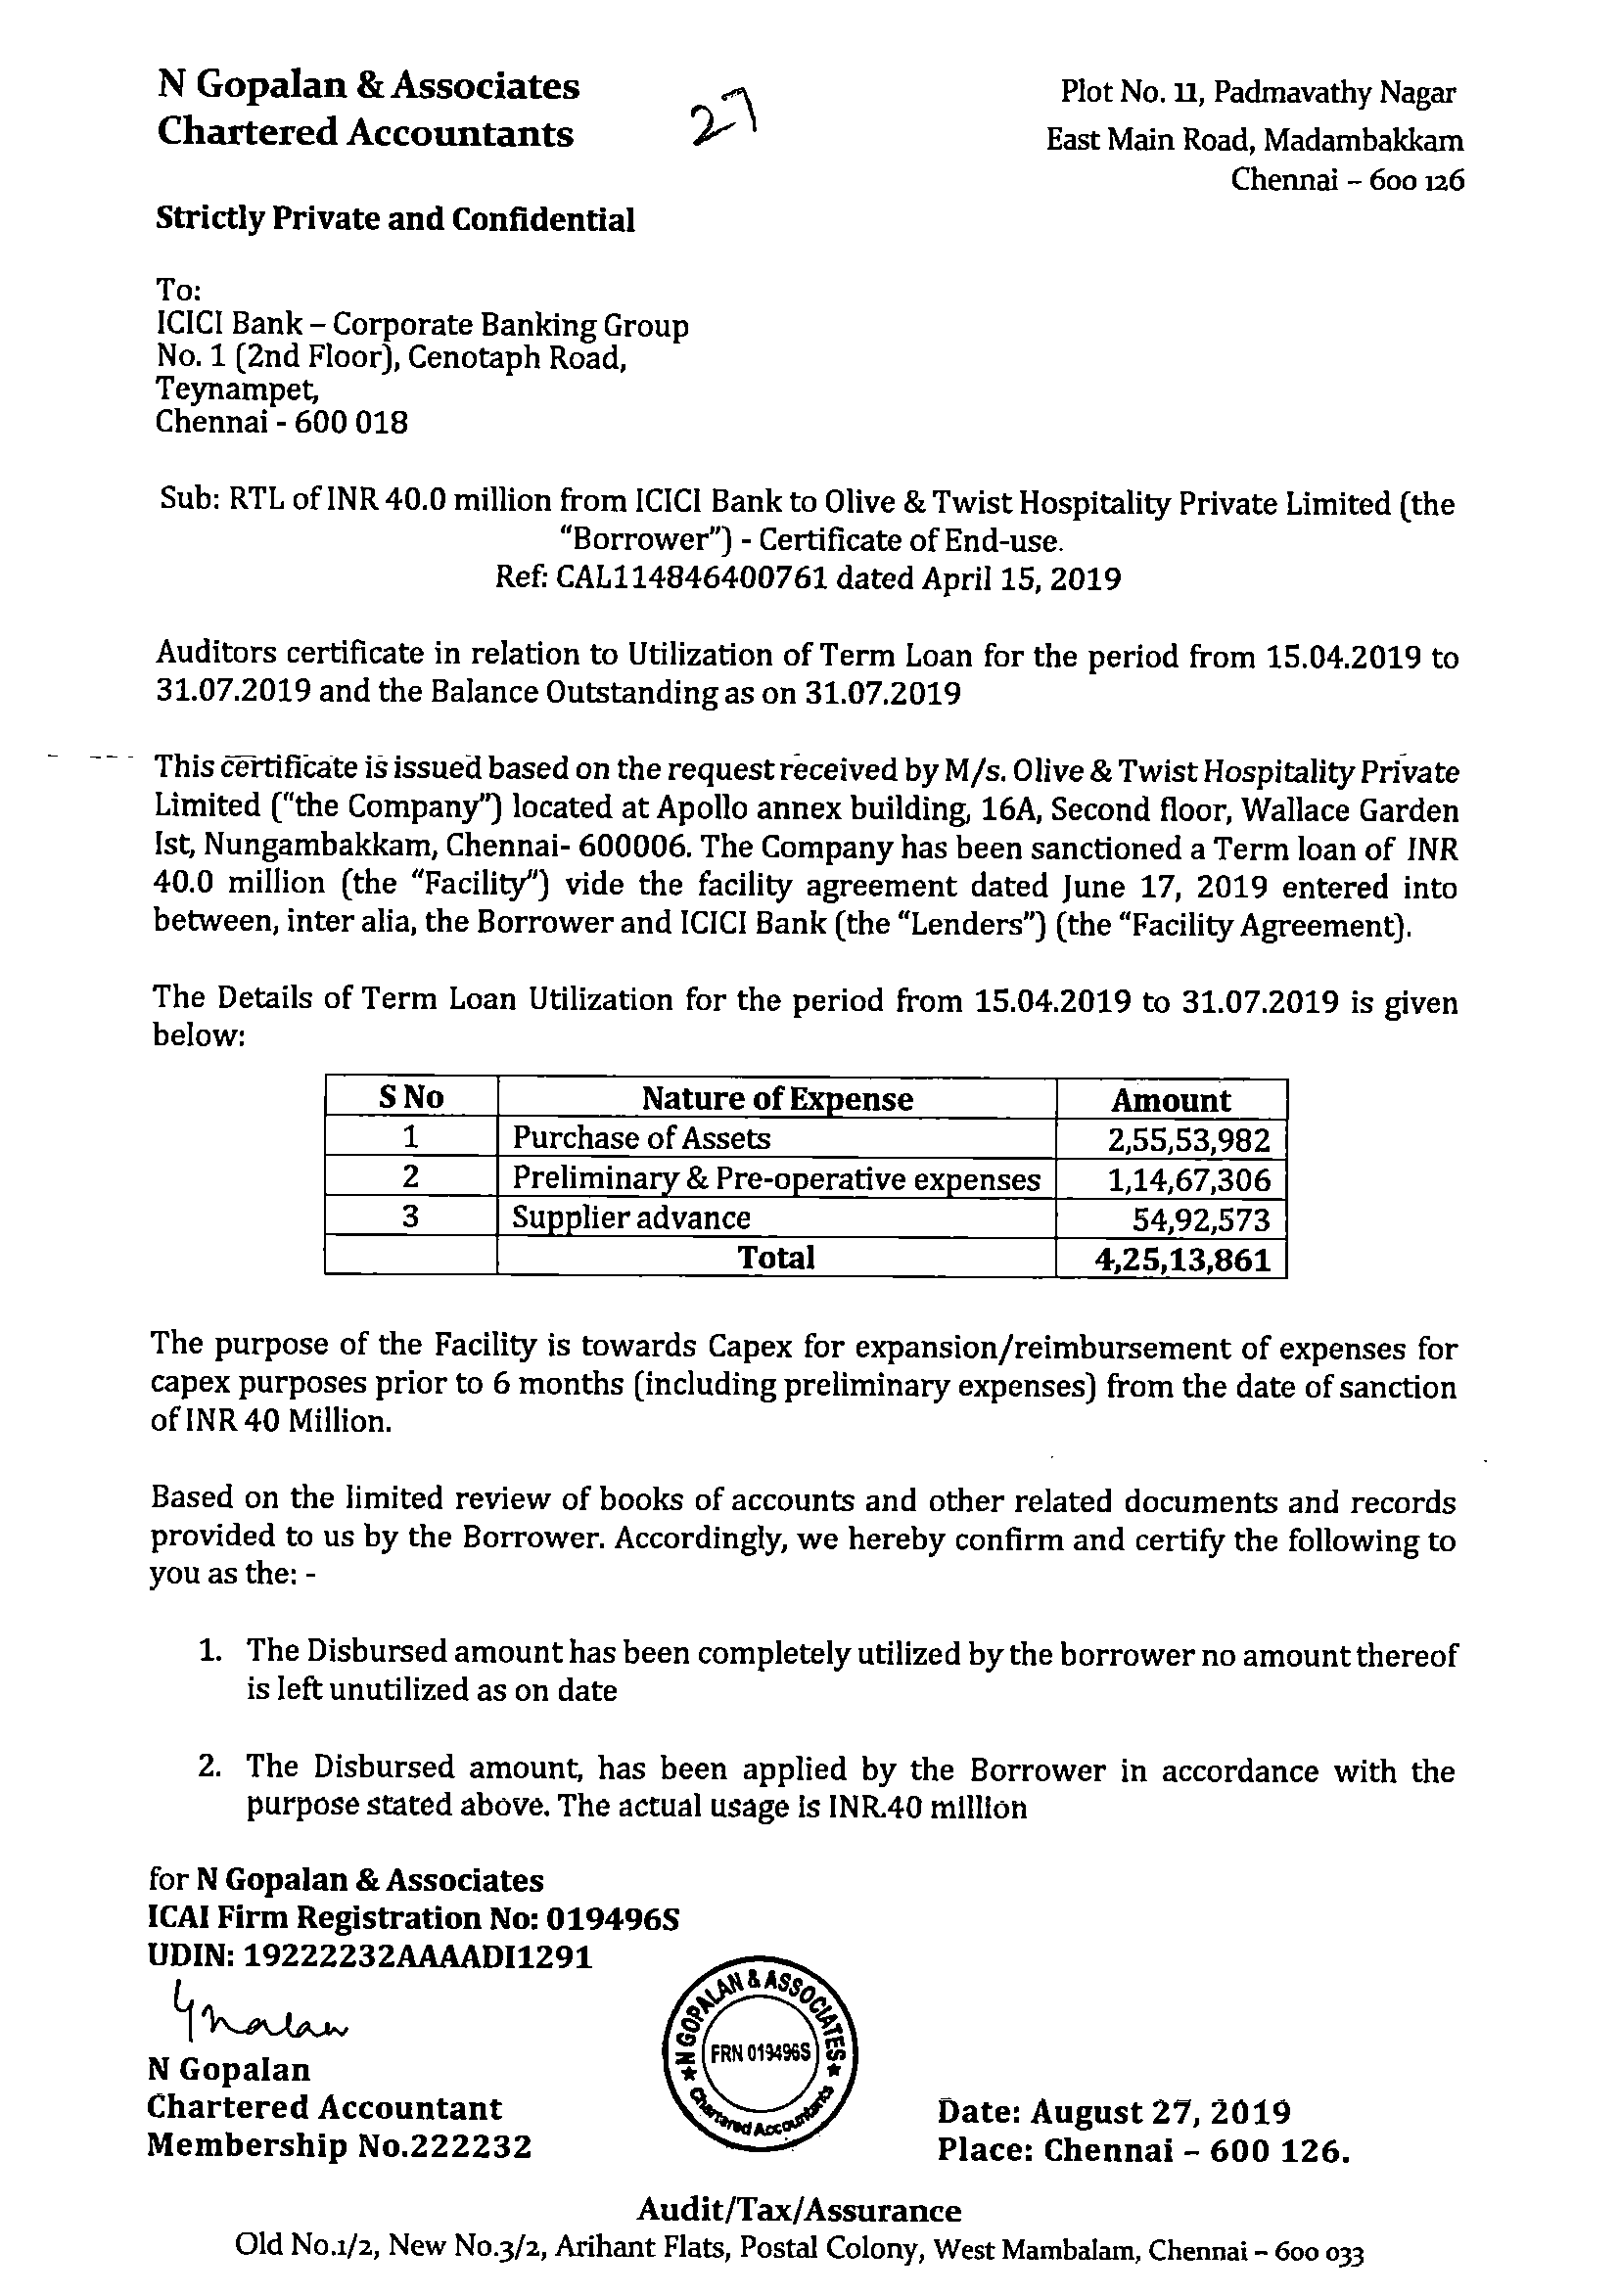 N Gopalan & Associates
Chartered Accountants
27
Plot No. 11, Padmavathy Nagar
East Main Road, Madambakkam
Chennai – 600 126
Strictly Private and Confidential
To:
ICICI Bank – Corporate Banking Group
No. 1 (2nd Floor), Cenotaph Road,
Teynampet,
Chennai - 600 018
Sub: RTL of INR 40.0 million from ICICI Bank to Olive & Twist Hospitality Private Limited (the
“Borrower”) - Certificate of End-use.
Ref: CAL114846400761 dated April 15, 2019
Auditors certificate in relation to Utilization of Term Loan for the period from 15.04.2019 to
31.07.2019 and the Balance Outstanding as on 31.07.2019
This certificate is issued based on the request received by M/s. Olive & Twist Hospitality Private
Limited (“the Company”) located at Apollo annex building, 16A, Second floor, Wallace Garden
Ist, Nungambakkam, Chennai- 600006. The Company has been sanctioned a Term loan of INR
40.0 million (the “Facility”) vide the facility agreement dated June 17, 2019 entered into
between, inter alia, the Borrower and ICICI Bank (the “Lenders”) (the “Facility Agreement).
The Details of Term Loan Utilization for the period from 15.04.2019 to 31.07.2019 is given
below:
S No Nature of Expense Amount
1 Purchase of Assets 2,55,53,982
2 Preliminary & Pre-operative expenses 1,14,67,306
3 Supplier advance 54,92,573
Total 4,25,13,861
The purpose of the Facility is towards Capex for expansion/reimbursement of expenses for
capex purposes prior to 6 months (including preliminary expenses) from the date of sanction
of INR 40 Million.
Based on the limited review of books of accounts and other related documents and records
provided to us by the Borrower. Accordingly, we hereby confirm and certify the following to
you as the: -
1. The Disbursed amount has been completely utilized by the borrower no amount thereof
is left unutilized as on date
2. The Disbursed amount, has been applied by the Borrower in accordance with the
purpose stated above. The actual usage is INR.40 million
for N Gopalan & Associates
ICAI Firm Registration No: 019496S
UDIN: 19222232AAAADI1291
N GOPALAN & ASSOCIATES
FRN 019496S
Chartered Accountants
N Gopalan
Chartered Accountant
Membership No.222232
Date: August 27, 2019
Place: Chennai – 600 126.
Audit/Tax/Assurance
Old No.1/2, New No.3/2, Arihant Flats, Postal Colony, West Mambalam, Chennai – 600 033